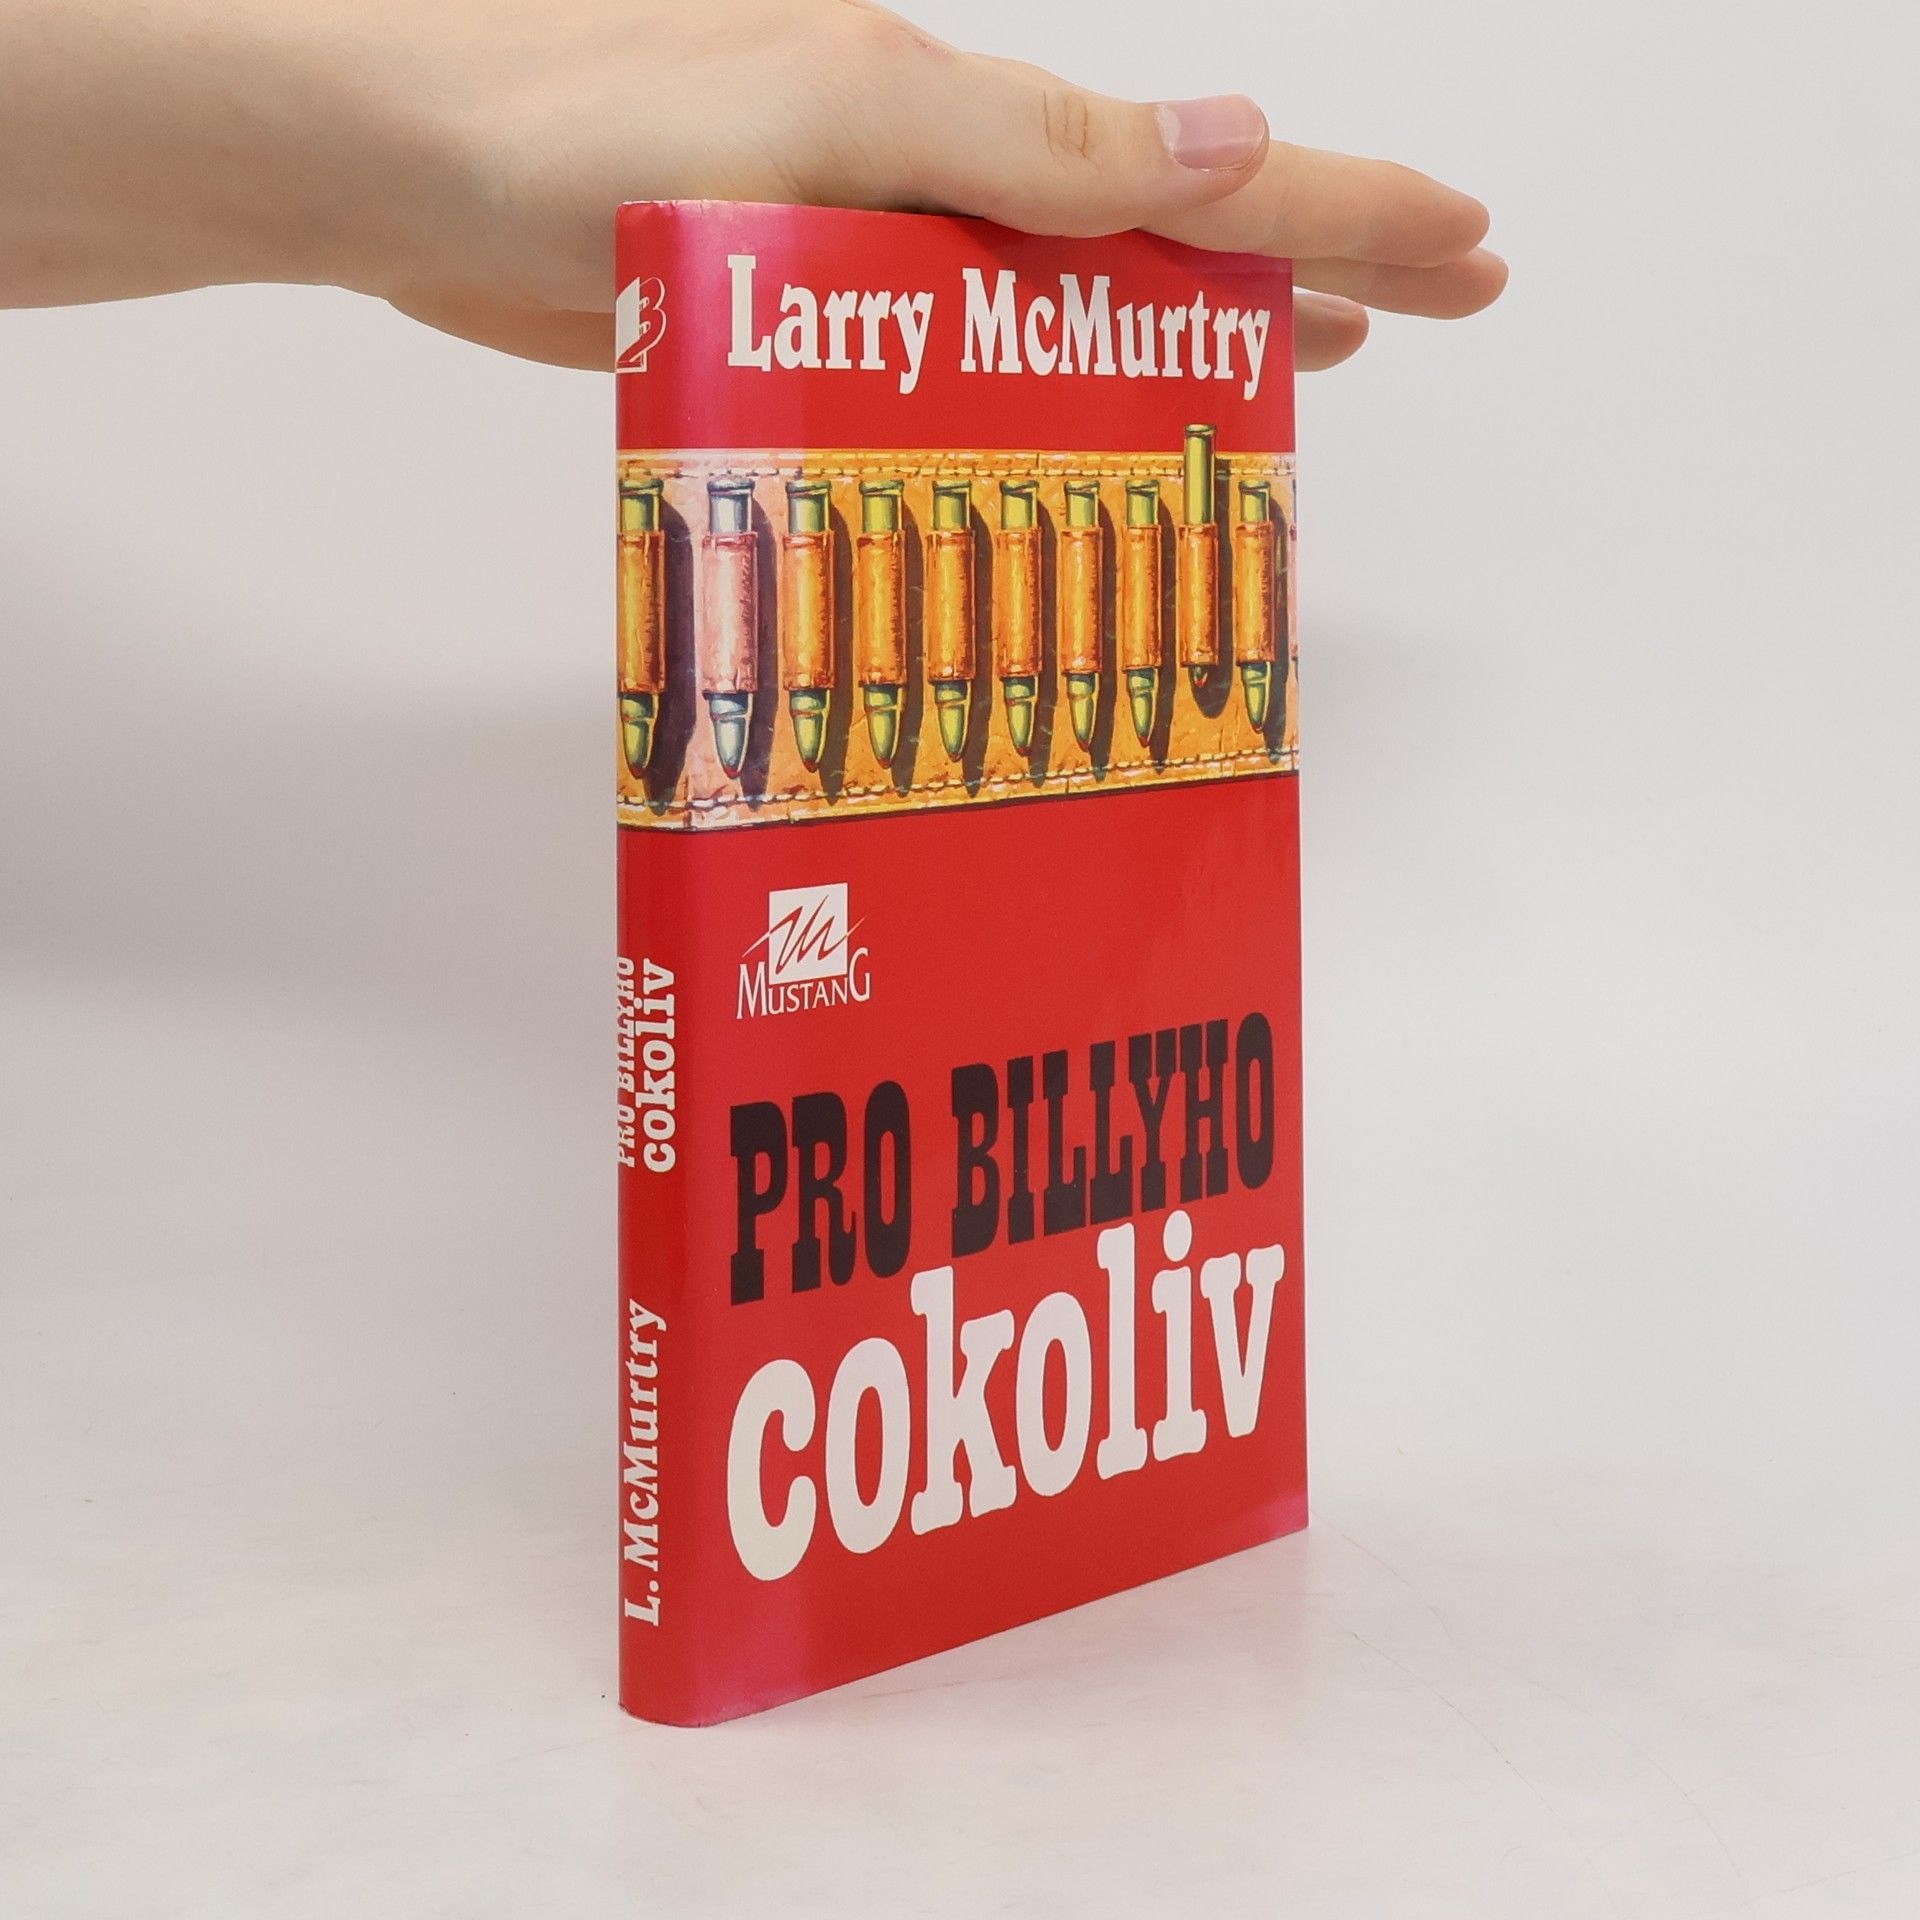 Larry McMurtry
MUSTANG
PRO BILLYHO
cokoliv
PRO BILLYHO
cokoliv
L. McMurtry